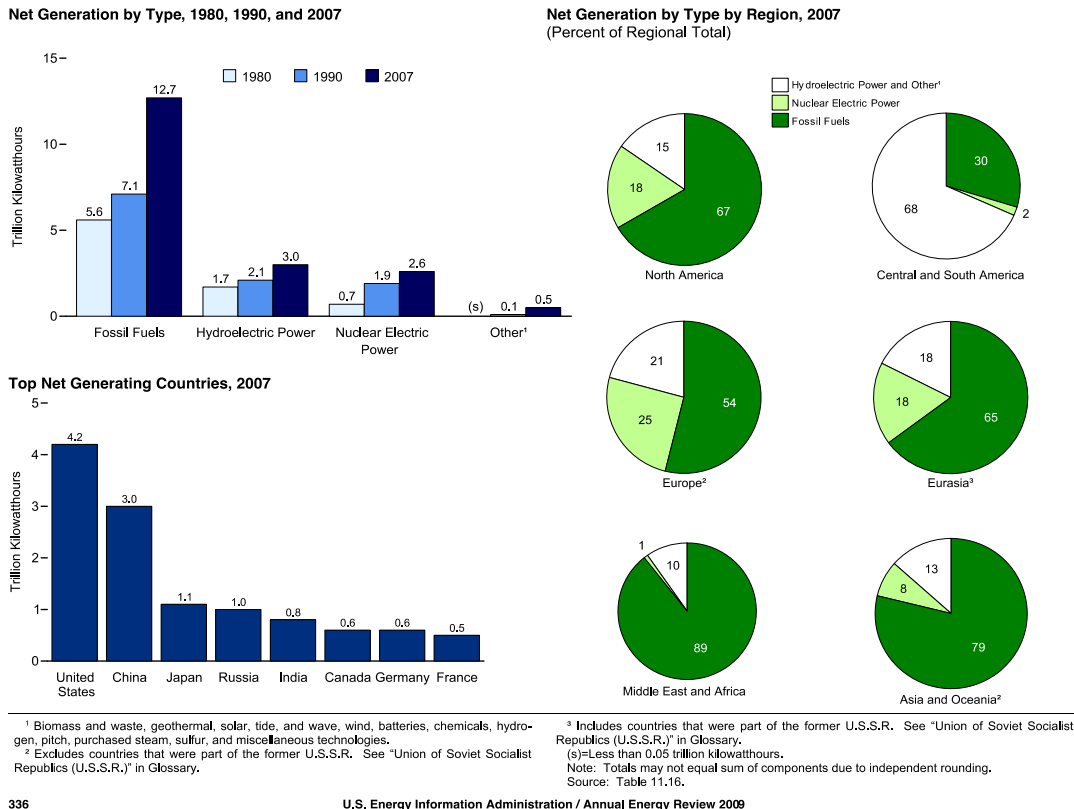 Net Generation by Type, 1980, 1990, and 2007
15
10
5
0
Trillion Kilowatthours
1980 1990 2007
5.6 7.1 12.7
1.7 2.1 3.0
0.7 1.9 2.6
(s) 0.1 0.5
Fossil Fuels Hydroelectric Power Nuclear Electric Other¹
Power
Top Net Generating Countries, 2007
5
4
3
2
1
0
Trillion Kilowatthours
4.2 3.0 1.1 1.0 0.8 0.6 0.6 0.5
United China Japan Russia India Canada Germany France
States
Net Generation by Type by Region, 2007
(Percent of Regional Total)
Hydroelectric Power and Other¹
Nuclear Electric Power
Fossil Fuels
15
18
67
North America
30
68
2
Central and South America
21
25
54
Europe²
18
18
65
Eurasia³
1
10
89
Middle East and Africa
13
8
79
Asia and Oceania²
¹ Biomass and waste, geothermal, solar, tide, and wave, wind, batteries, chemicals, hydro-
gen, pitch, purchased steam, sulfur, and miscellaneous technologies.
² Excludes countries that were part of the former U.S.S.R. See "Union of Soviet Socialist
Republics (U.S.S.R.)" in Glossary.
³ Includes countries that were part of the former U.S.S.R. See "Union of Soviet Socialist
Republics (U.S.S.R.)" in Glossary.
(s)=Less than 0.05 trillion kilowatthours.
Note: Totals may not equal sum of components due to independent rounding.
Source: Table 11.16.
336 U.S. Energy Information Administration / Annual Energy Review 2009